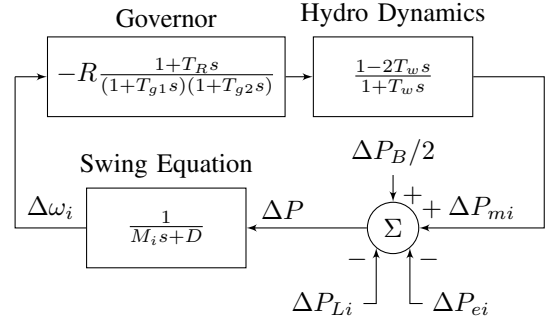 Governor
Hydro Dynamics
−R (1+T_R s)/((1+T_{g1}s)(1+T_{g2}s))
(1−2T_w s)/(1+T_w s)
Swing Equation
ΔP_B/2
Δω_i
1/(M_i s+D)
ΔP
Σ
+
+ ΔP_{mi}
− −
ΔP_{Li}
ΔP_{ei}